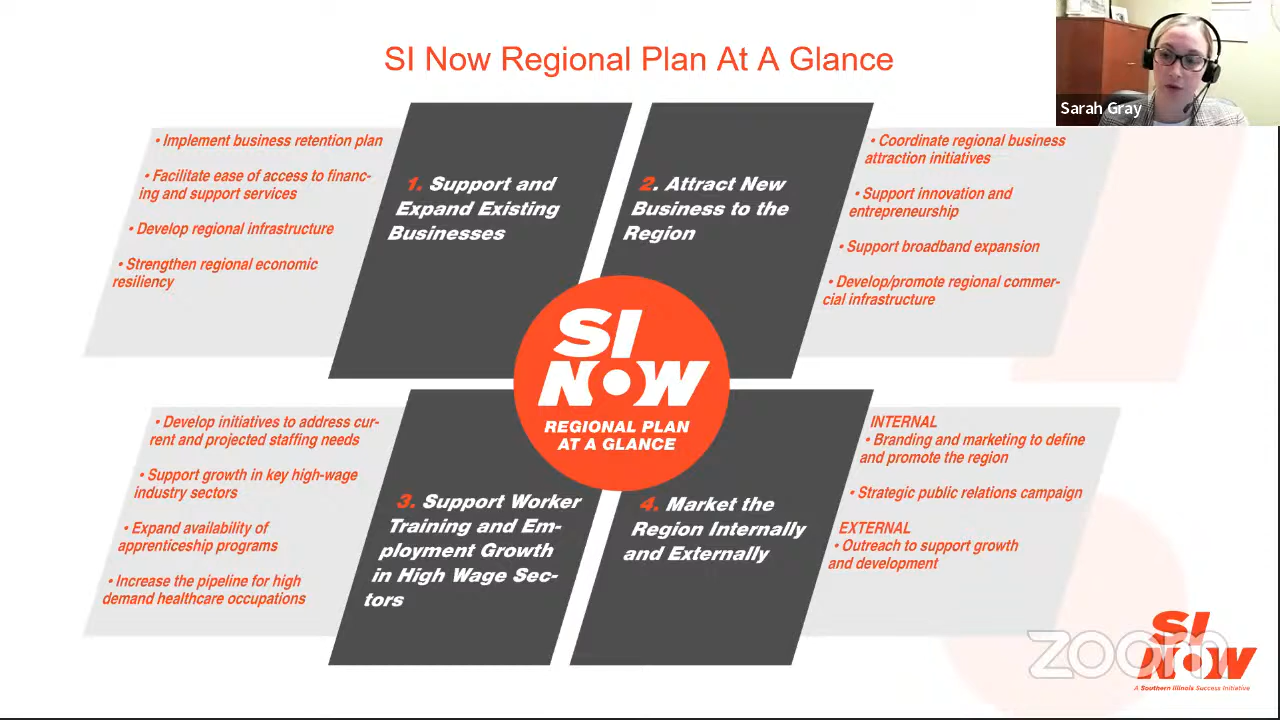 SI Now Regional Plan At A Glance
Sarah Gray
• Implement business retention plan
• Facilitate ease of access to financ-
ing and support services
• Develop regional infrastructure
• Strengthen regional economic
resiliency
1. Support and
Expand Existing
Businesses
2. Attract New
Business to the
Region
• Coordinate regional business
attraction initiatives
• Support innovation and
entrepreneurship
• Support broadband expansion
• Develop/promote regional commer-
cial infrastructure
SI
NOW
REGIONAL PLAN
AT A GLANCE
• Develop initiatives to address cur-
rent and projected staffing needs
• Support growth in key high-wage
industry sectors
• Expand availability of
apprenticeship programs
• Increase the pipeline for high
demand healthcare occupations
3. Support Worker
Training and Em-
ployment Growth
in High Wage Sec-
tors
4. Market the
Region Internally
and Externally
INTERNAL
• Branding and marketing to define
and promote the region
• Strategic public relations campaign
EXTERNAL
• Outreach to support growth
and development
zoom
SI
NOW
A Southern Illinois Success Initiative